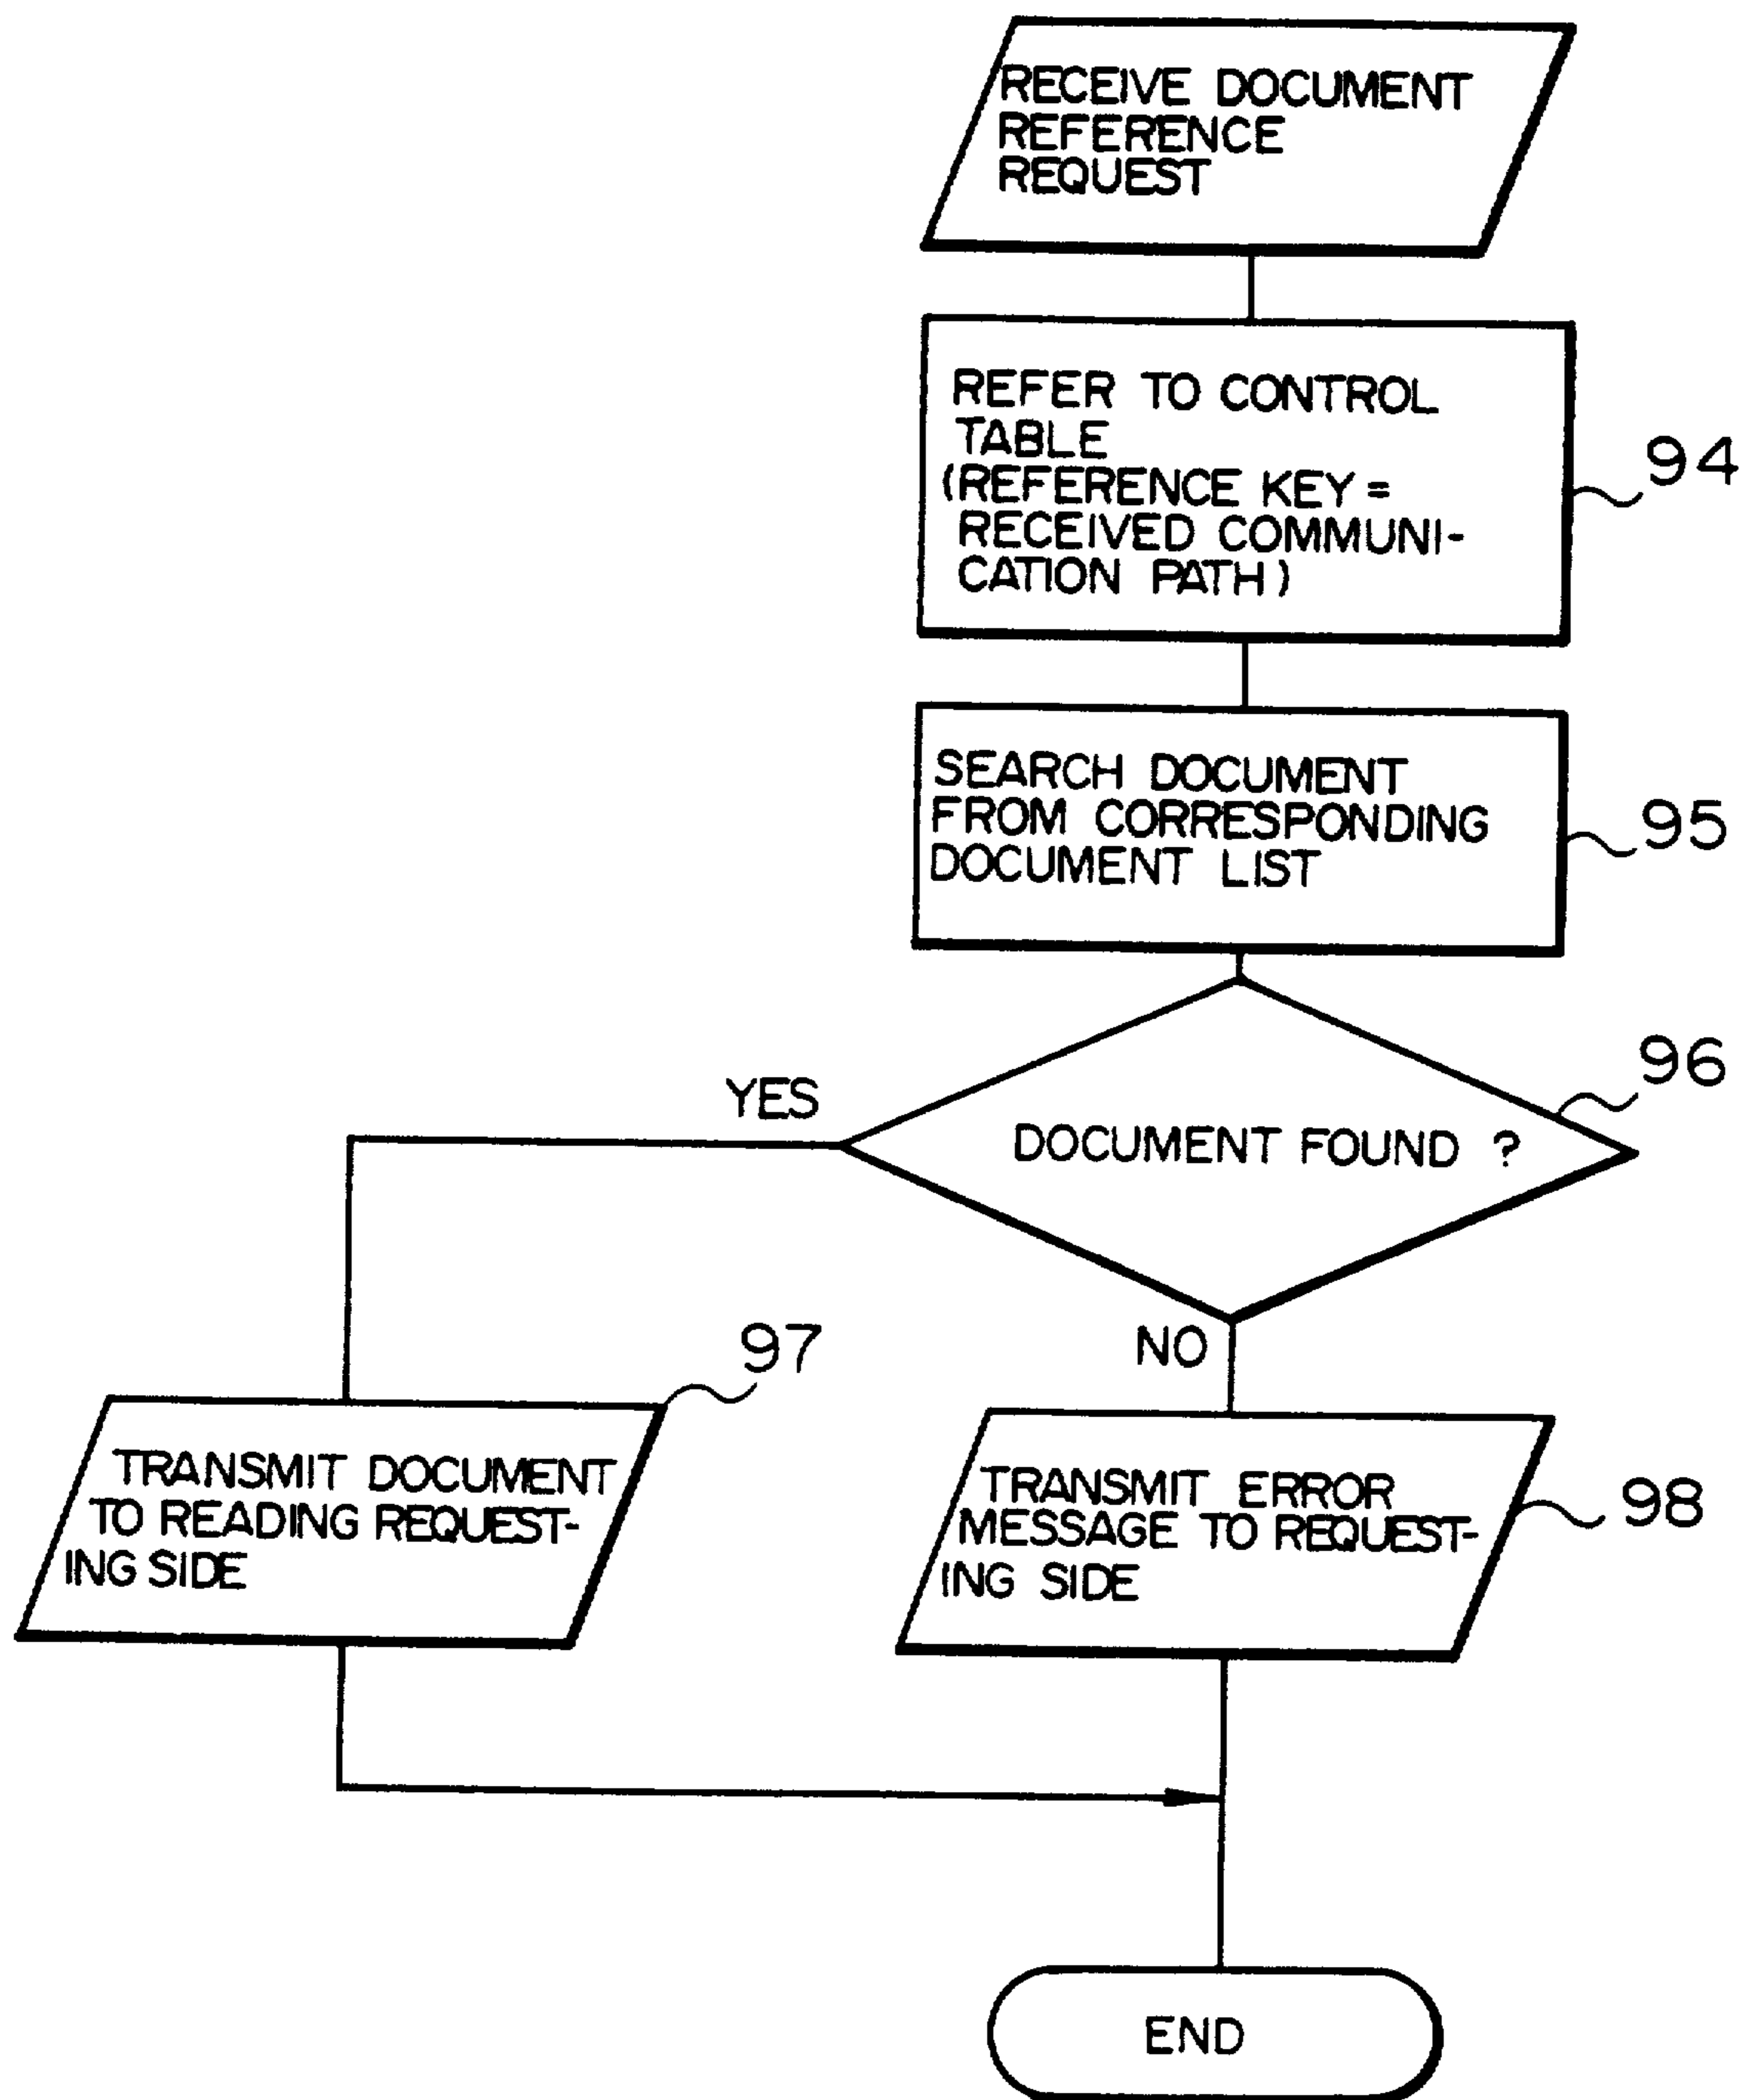 RECEIVE DOCUMENT
REFERENCE
REQUEST
REFER TO CONTROL
TABLE
(REFERENCE KEY =
RECEIVED COMMUNI-
CATION PATH)
94
SEARCH DOCUMENT
FROM CORRESPONDING
DOCUMENT LIST
95
96
YES
DOCUMENT FOUND ?
NO
97
TRANSMIT DOCUMENT
TO READING REQUEST-
ING SIDE
TRANSMIT ERROR
MESSAGE TO REQUEST-
ING SIDE
98
END